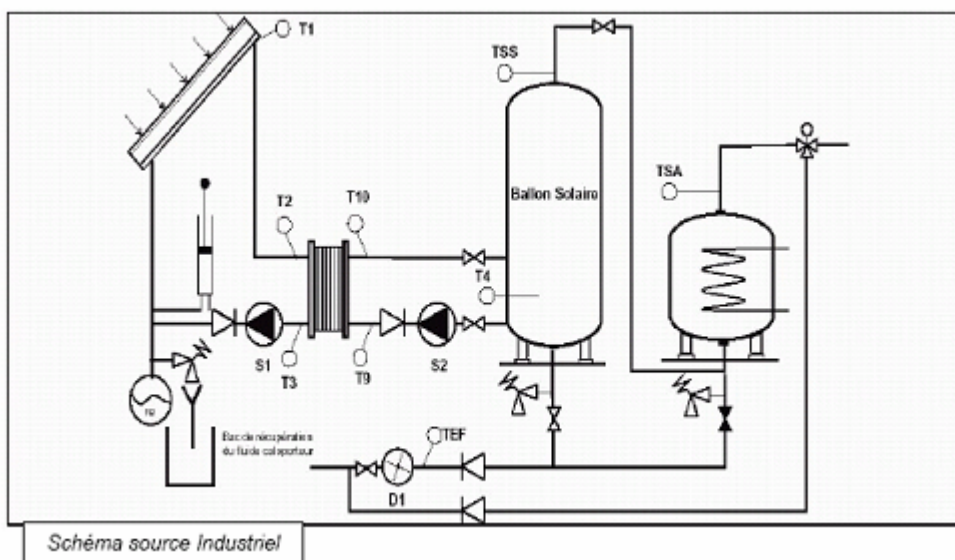 T1
TSS
TSA
T2
T10
Ballon Solaire
T4
S1
T3
T9
S2
Bac de récupération
du fluide caloporteur
TEF
D1
Schéma source Industriel